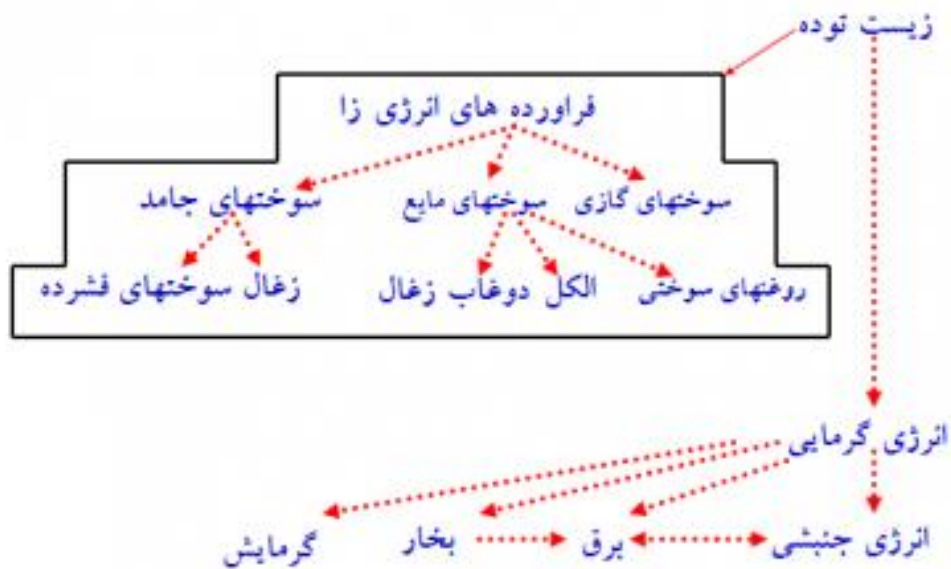 زیست توده
فراورده های انرژی زا
سوختهای گازی سوختهای مایع سوختهای جامد
روغنهای سوختی الکل دوغاب زغال زغال سوختهای فشرده
انرژی گرمایی
انرژی جنبشی برق بخار گرمایش